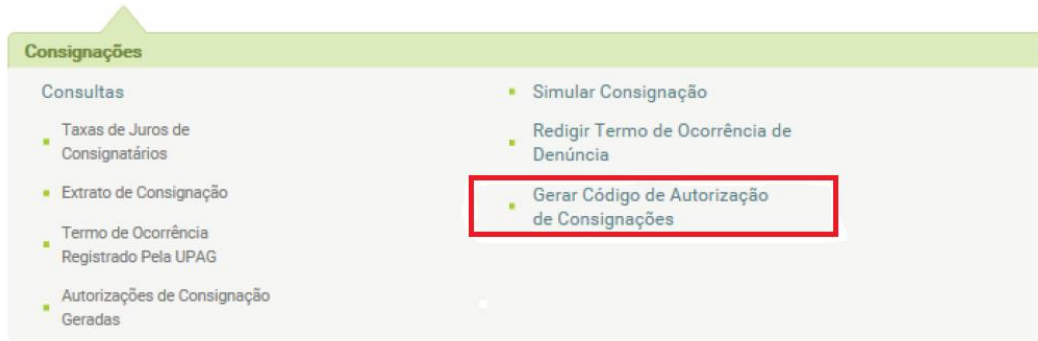 Consignações
Consultas
Taxas de Juros de
Consignatários
Extrato de Consignação
Termo de Ocorrência
Registrado Pela UPAG
Autorizações de Consignação
Geradas
Simular Consignação
Redigir Termo de Ocorrência de
Denúncia
Gerar Código de Autorização
de Consignações